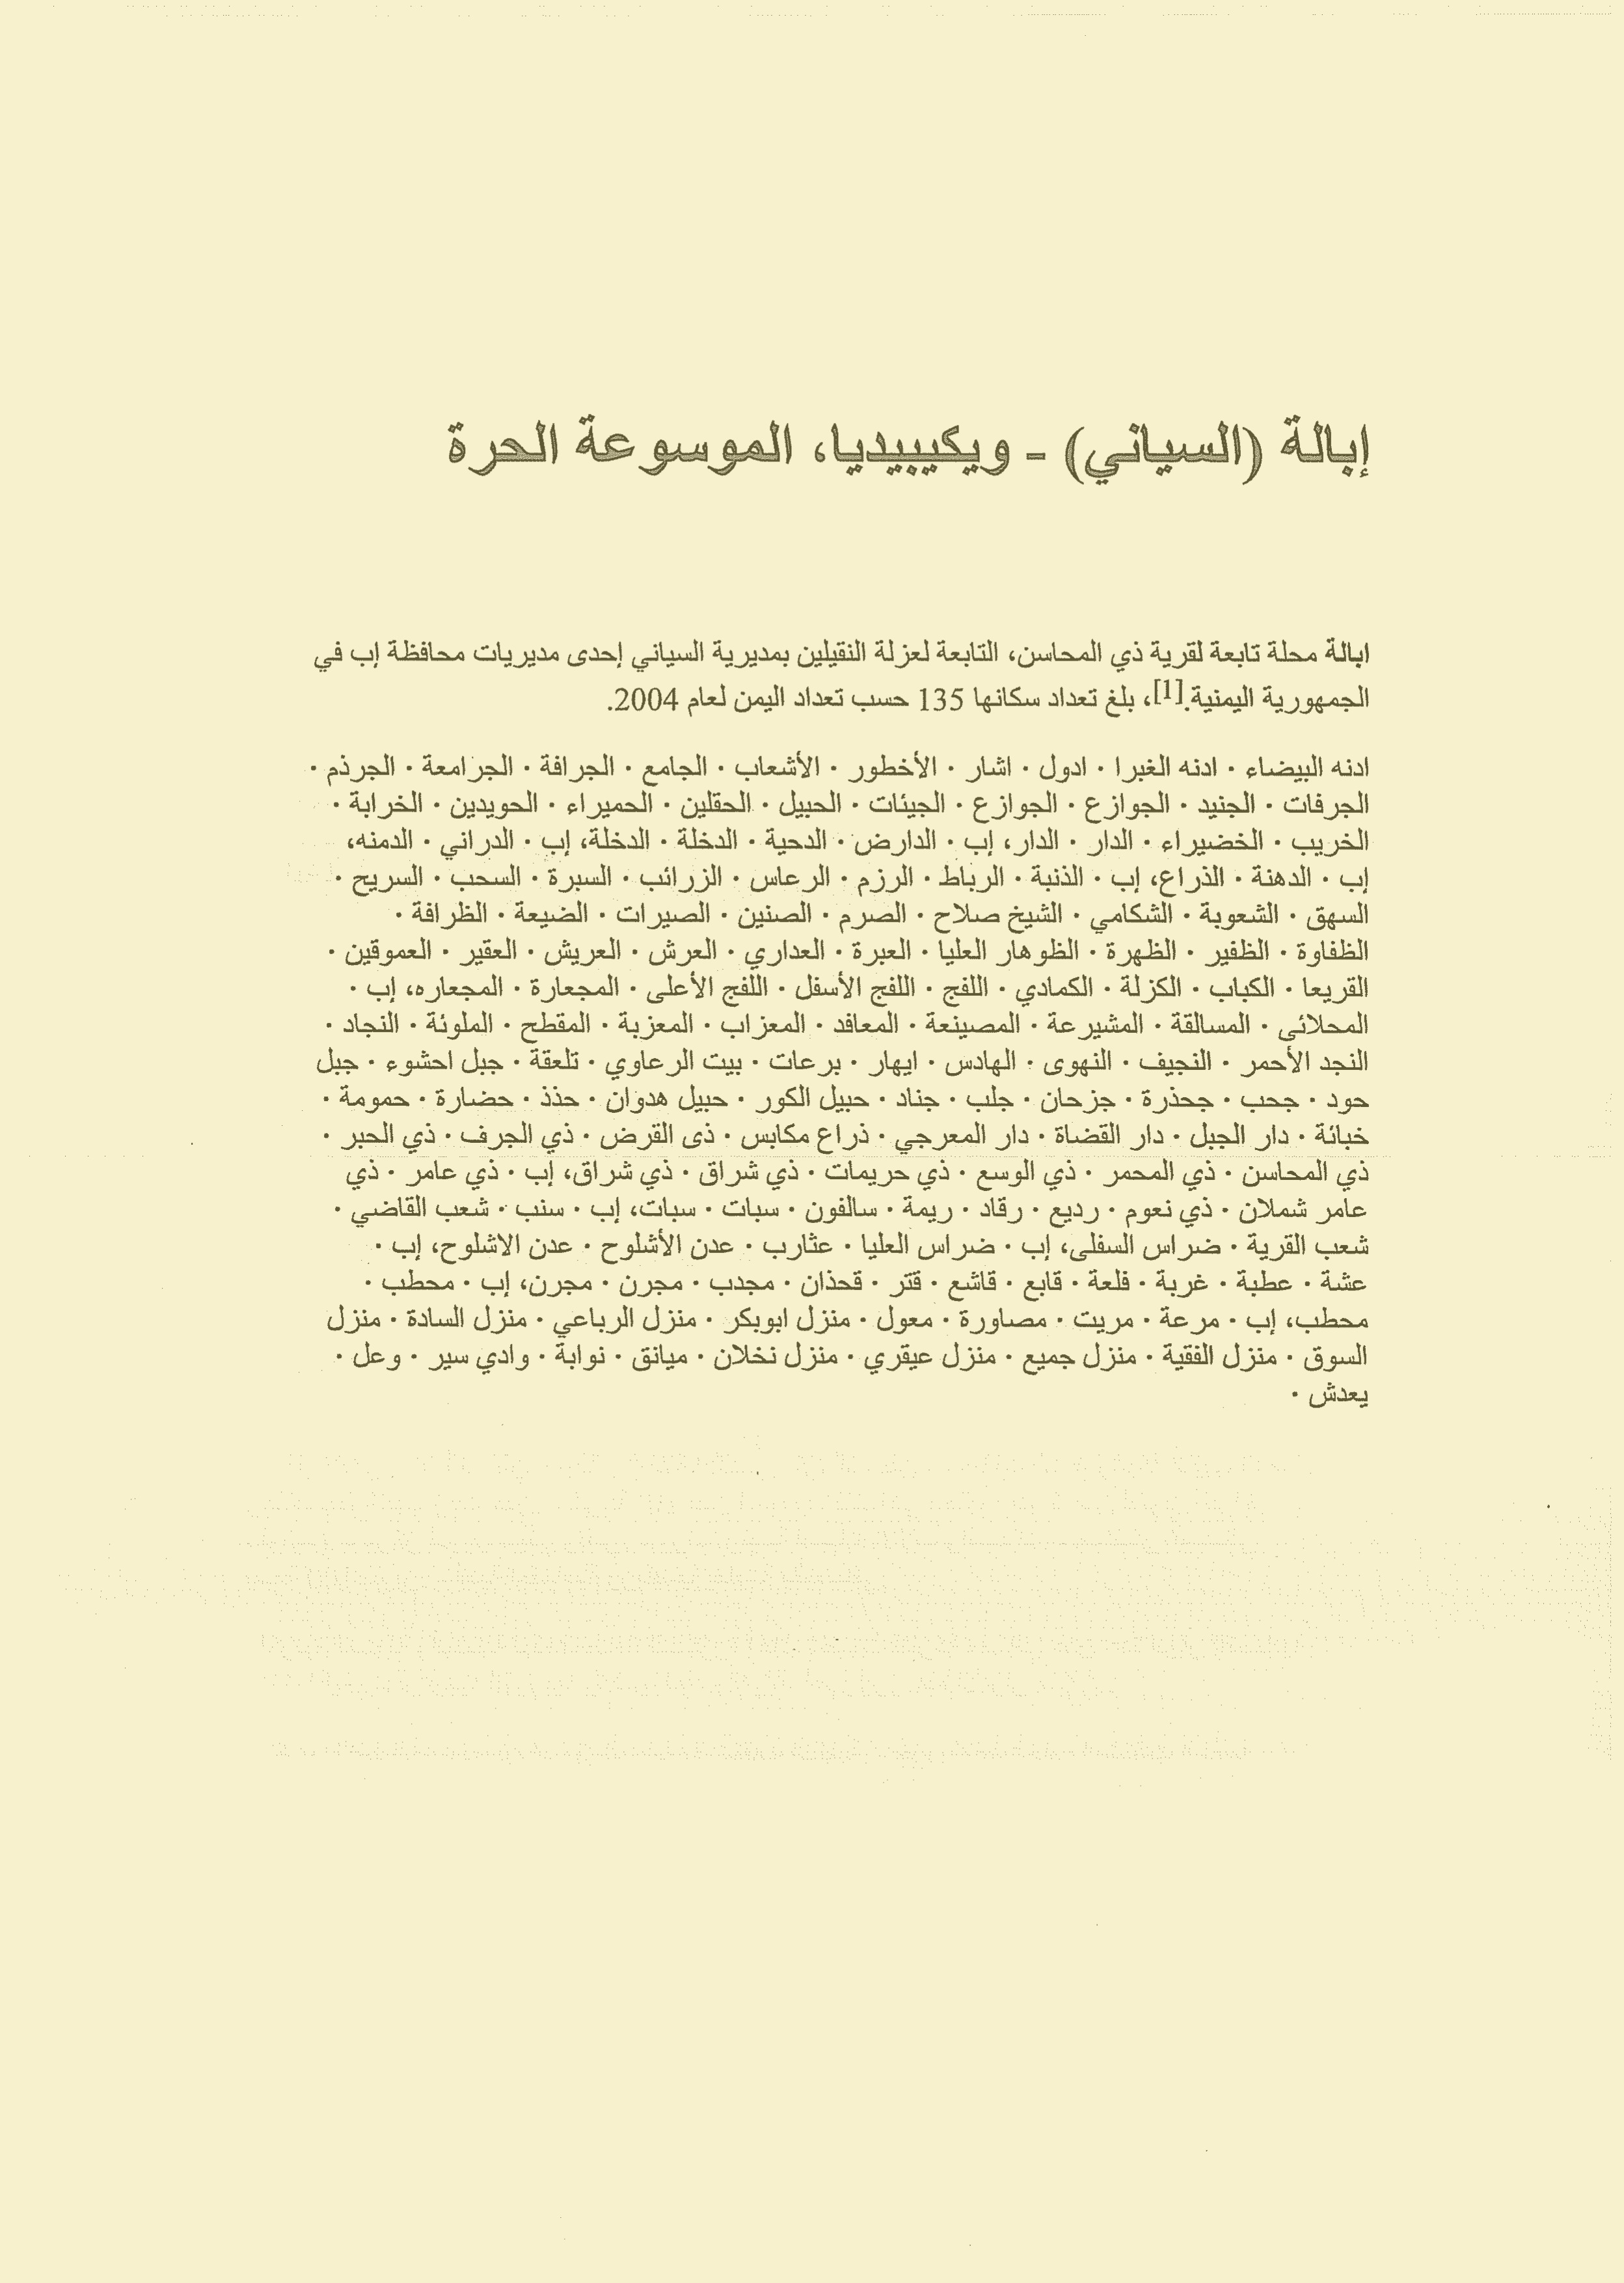 إبالة (السياني) - ويكيبيديا، الموسوعة الحرة
ابالة محلة تابعة لقرية ذي المحاسن، التابعة لعزلة النقيلين بمديرية السياني إحدى مديريات محافظة إب في
الجمهورية اليمنية.[1]، بلغ تعداد سكانها 135 حسب تعداد اليمن لعام 2004.
ادنه البيضاء • ادنه الغبرا • ادول • اشار • الأخطور • الأشعاب • الجامع • الجرافة • الجرامعة • الجرذم •
الجرفات • الجنيد • الجوازع • الجوازع • الجيئات • الحبيل • الحقلين • الحميراء • الحويدين • الخرابة •
الخريب • الخضيراء • الدار • الدار، إب • الدارض • الدحية • الدخلة • الدخلة، إب • الدراني • الدمنه،
إب • الدهنة • الذراع، إب • الذنبة • الرباط • الرزم • الرعاس • الزرائب • السبرة • السحب • السريح •
السهق • الشعوبة • الشكامي • الشيخ صلاح • الصرم • الصنين • الصيرات • الضيعة • الظرافة •
الظفاوة • الظفير • الظهرة • الظوهار العليا • العبرة • العداري • العرش • العريش • العقير • العموقين •
القريعا • الكباب • الكزلة • الكمادي • اللفج • اللفج الأسفل • اللفج الأعلى • المجعارة • المجعاره، إب •
المحلائى • المسالقة • المشيرعة • المصينعة • المعافد • المعزاب • المعزبة • المقطح • الملوئة • النجاد •
النجد الأحمر • النجيف • النهوى • الهادس • ايهار • برعات • بيت الرعاوي • تلعقة • جبل احشوء • جبل
حود • جحب • جحذرة • جزحان • جلب • جناد • حبيل الكور • حبيل هدوان • حذذ • حضارة • حمومة •
خبائة • دار الجبل • دار القضاة • دار المعرجي • ذراع مكابس • ذى القرض • ذي الجرف • ذي الحبر •
ذي المحاسن • ذي المحمر • ذي الوسع • ذي حريمات • ذي شراق • ذي شراق، إب • ذي عامر • ذي
عامر شملان • ذي نعوم • رديع • رقاد • ريمة • سالفون • سبات • سبات، إب • سنب • شعب القاضي •
شعب القرية • ضراس السفلى، إب • ضراس العليا • عثارب • عدن الأشلوح • عدن الاشلوح، إب •
عشة • عطبة • غربة • فلعة • قابع • قاشع • قتر • قحذان • مجدب • مجرن • مجرن، إب • محطب •
محطب، إب • مرعة • مريت • مصاورة • معول • منزل ابوبكر • منزل الرباعي • منزل السادة • منزل
السوق • منزل الفقية • منزل جميع • منزل عيقري • منزل نخلان • ميانق • نوابة • وادي سير • وعل •
يعدش •